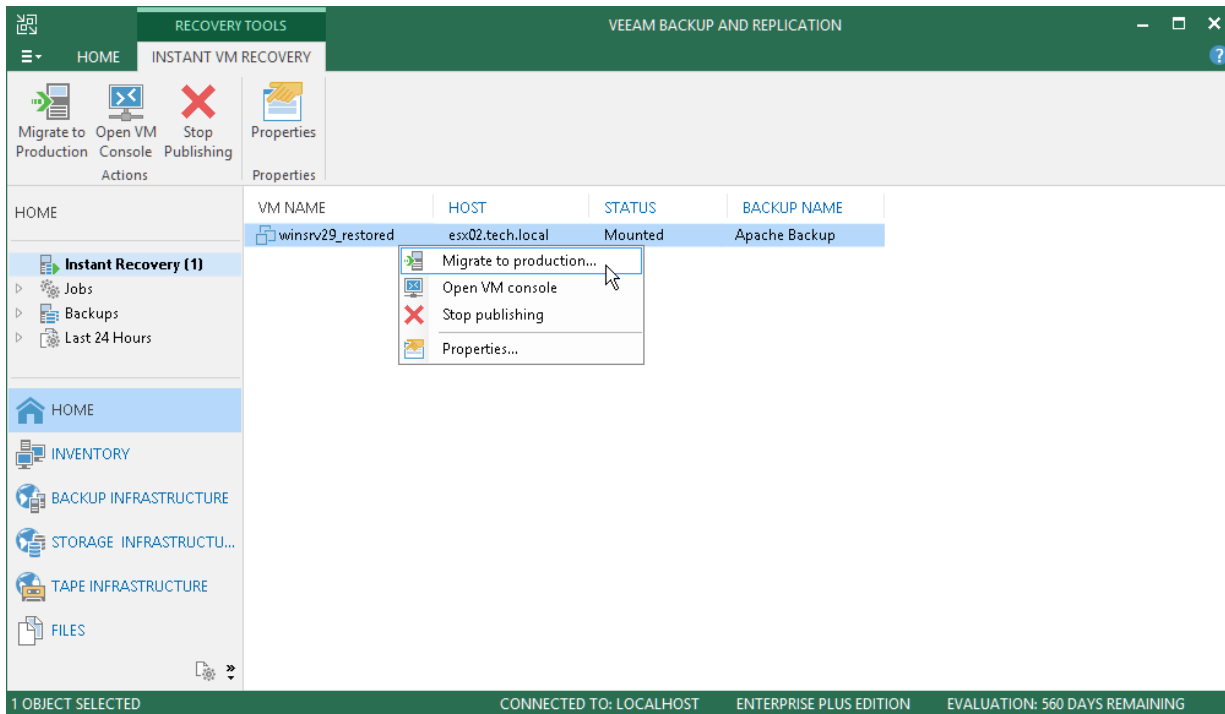 RECOVERY TOOLS
VEEAM BACKUP AND REPLICATION
HOME
INSTANT VM RECOVERY
?
Migrate to Production
Open VM Console
Stop Publishing
Properties
Actions
Properties
HOME
Instant Recovery (1)
Jobs
Backups
Last 24 Hours
VM NAME HOST STATUS BACKUP NAME
winsrv29_restored esx02.tech.local Mounted Apache Backup
Migrate to production...
Open VM console
Stop publishing
Properties...
HOME
INVENTORY
BACKUP INFRASTRUCTURE
STORAGE INFRASTRUCTU...
TAPE INFRASTRUCTURE
FILES
1 OBJECT SELECTED CONNECTED TO: LOCALHOST ENTERPRISE PLUS EDITION EVALUATION: 560 DAYS REMAINING